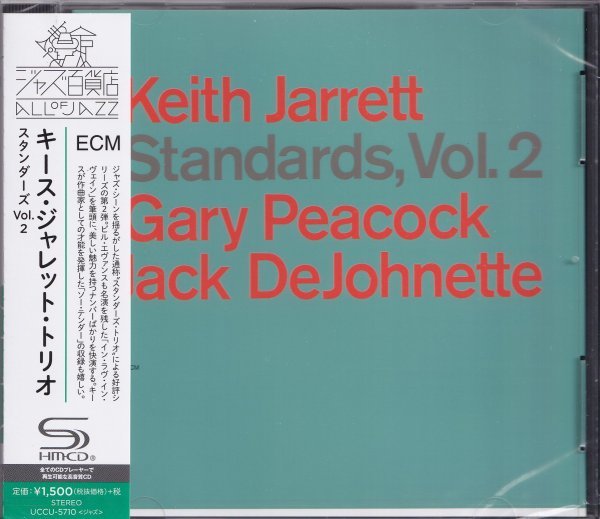 ジャズ百貨店
ALL OF JAZZ
ECM
キース・ジャレット・トリオ
スタンダーズ Vol.2
ジャズ・シーンを揺るがした通称“スタンダーズ・トリオ”による好評シ
リーズの第2弾。ビル・エヴァンスも名演を残した「イン・ラヴ・イン・
ヴェイン」を筆頭に、美しい魅力を持つナンバーばかりを快演する。キー
スが作曲家としての才能を発揮した「ソー・テンダー」の収録も嬉しい。
SHM-CD
全てのCDプレーヤーで
再生可能な高音質CD
定価：¥1,500(税抜価格)+税
STEREO
UCCU-5710 <ジャズ>
Keith Jarrett
Standards, Vol. 2
Gary Peacock
Jack DeJohnette
ECM